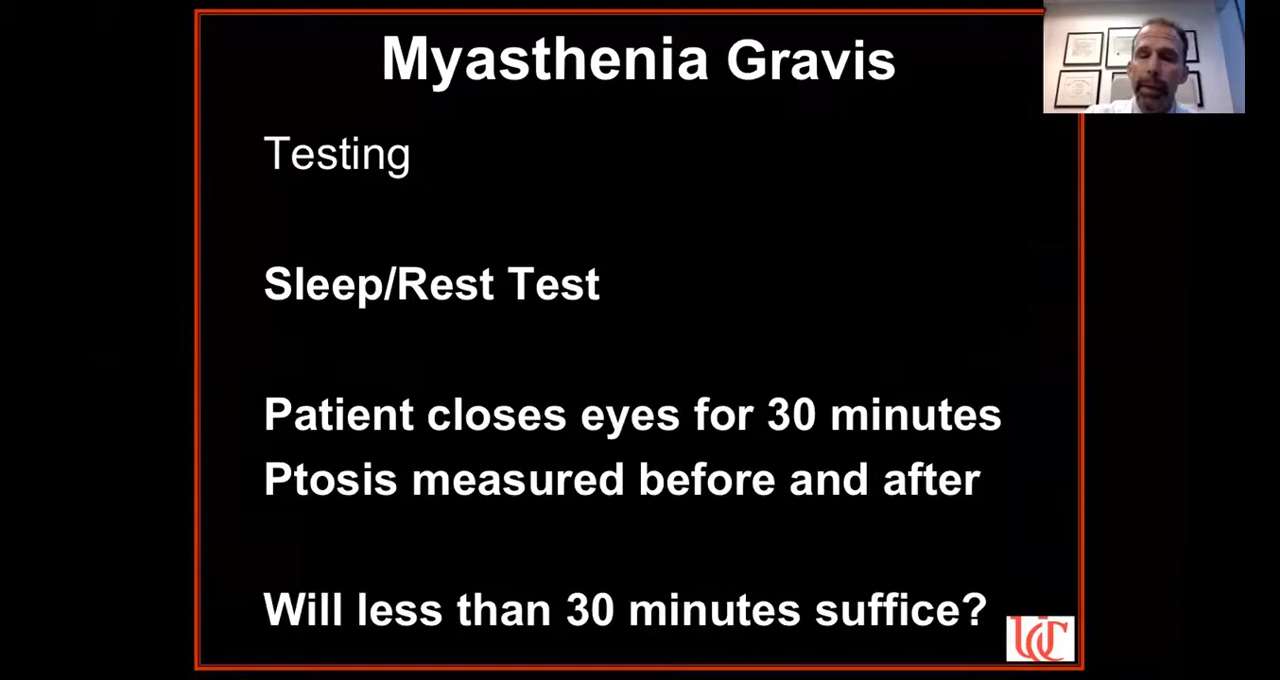 Myasthenia Gravis
Testing
Sleep/Rest Test
Patient closes eyes for 30 minutes
Ptosis measured before and after
Will less than 30 minutes suffice?
UC